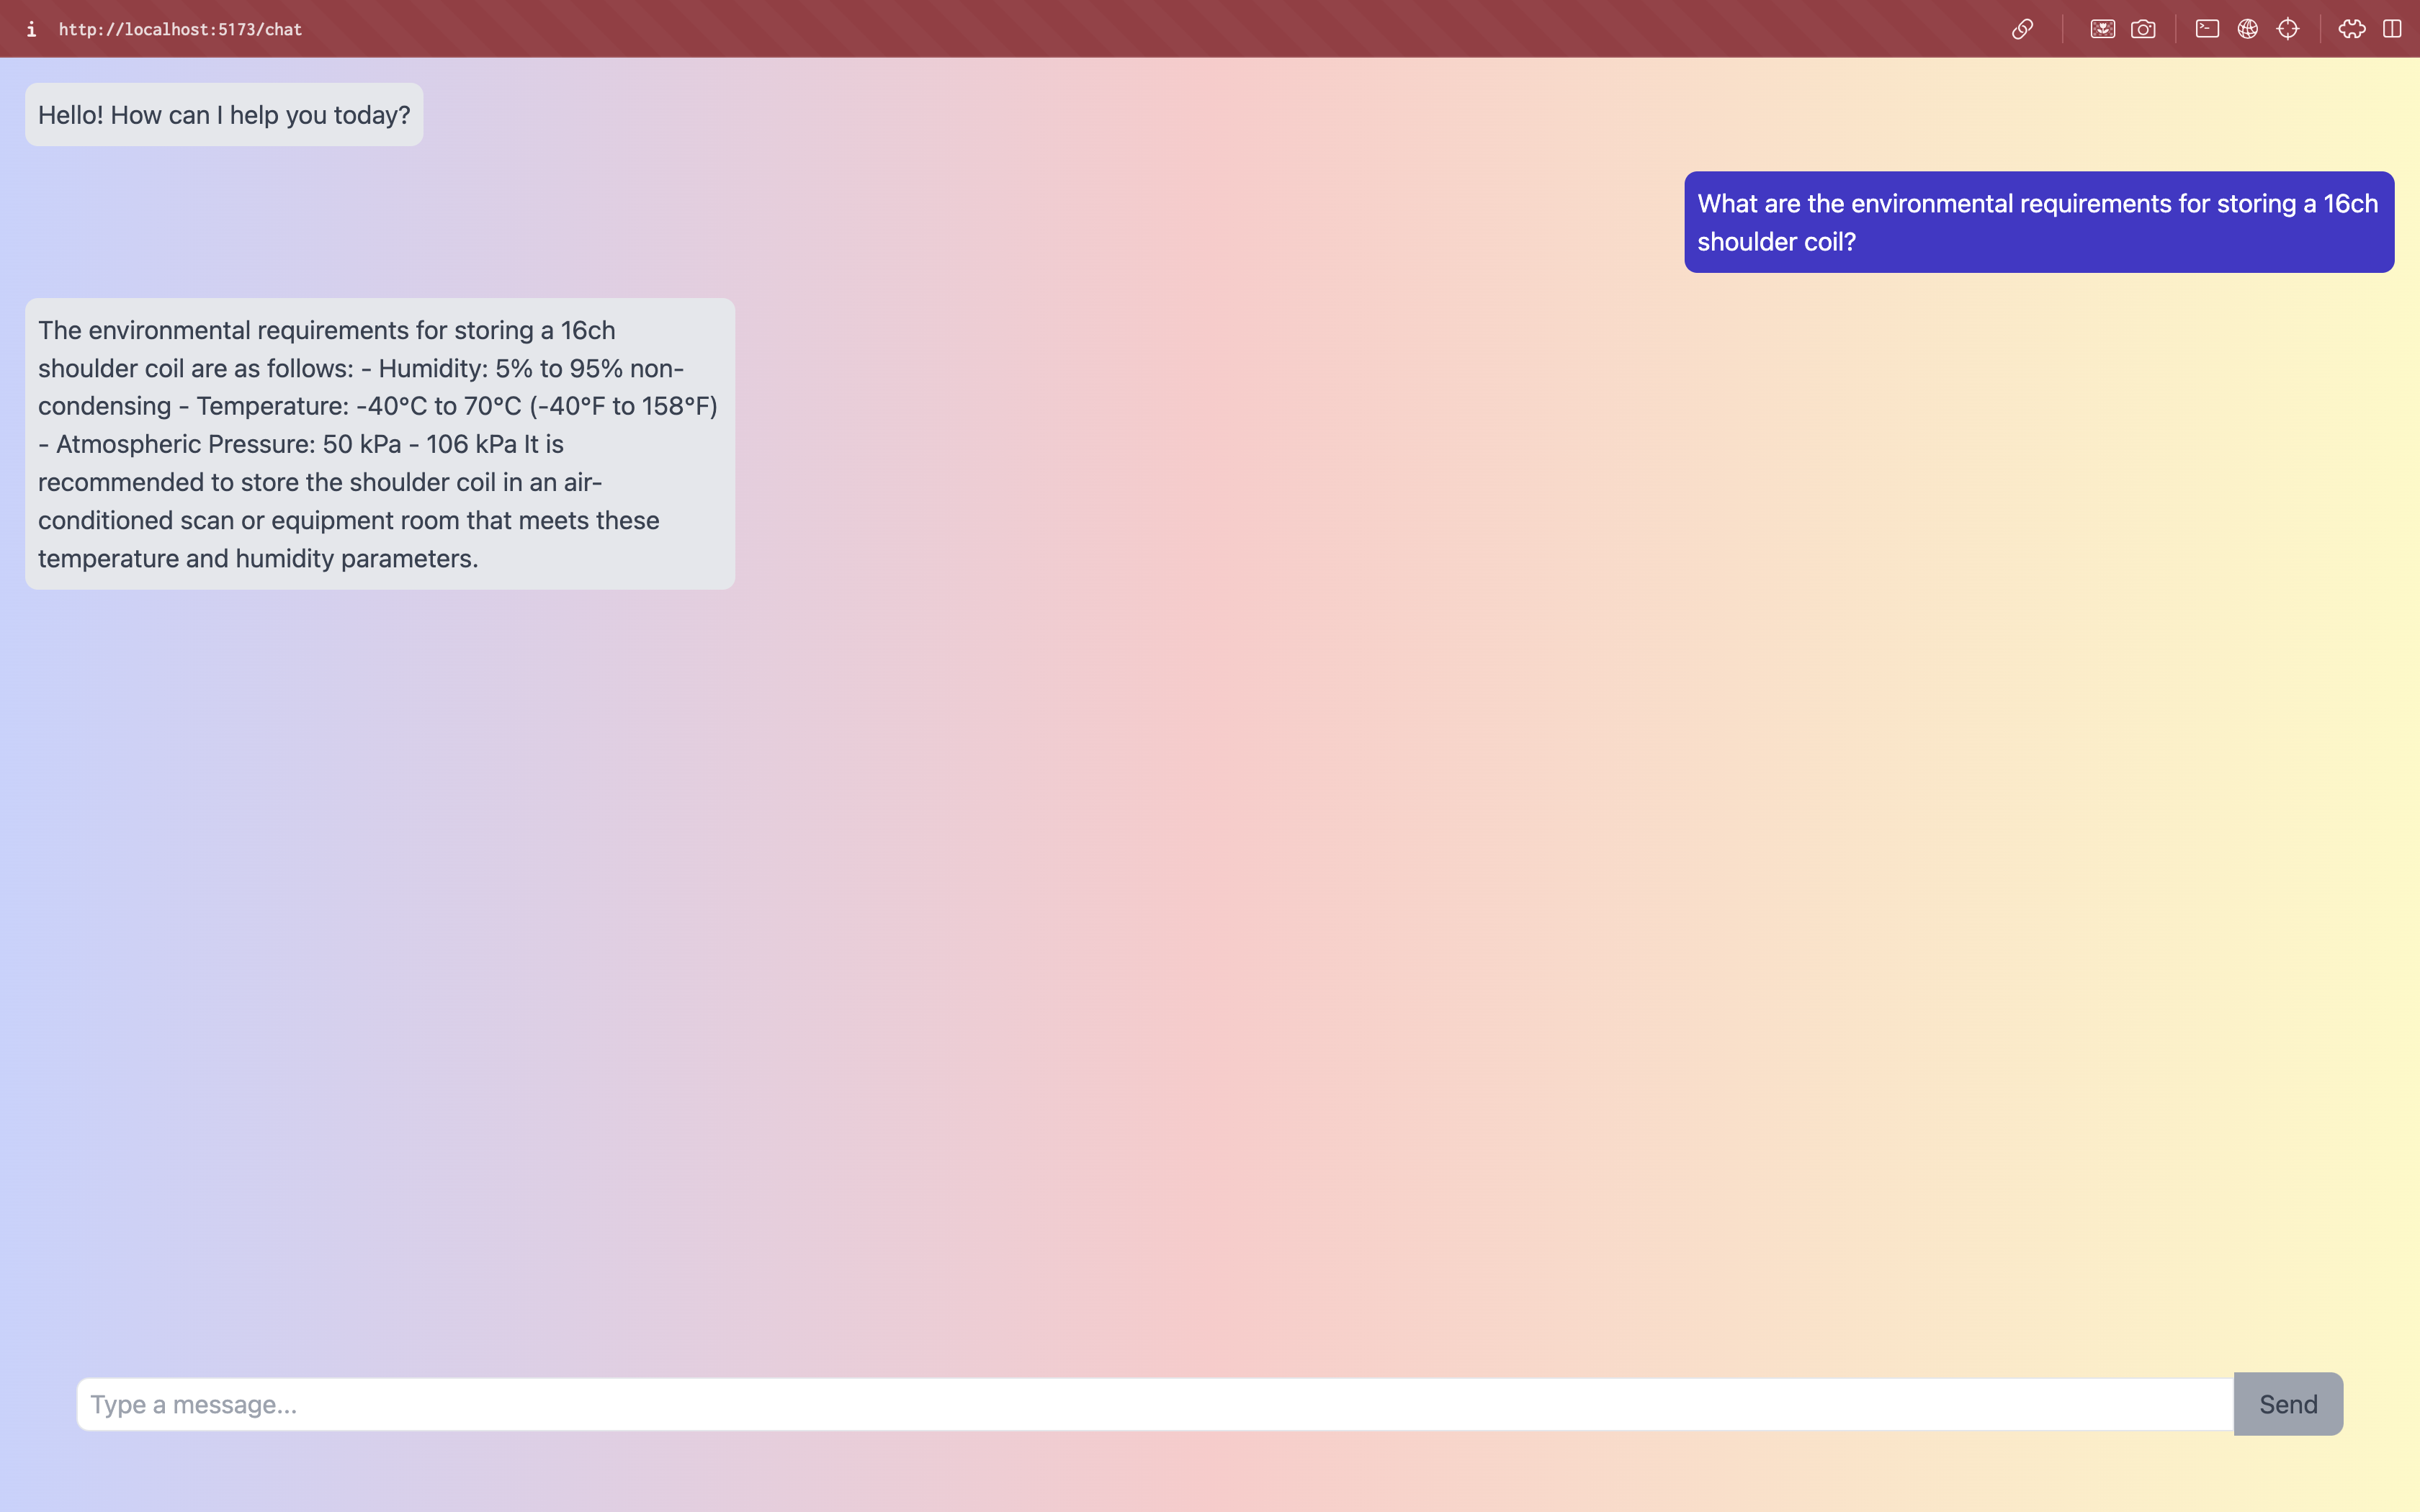 i http://localhost:5173/chat
Hello! How can I help you today?
What are the environmental requirements for storing a 16ch
shoulder coil?
The environmental requirements for storing a 16ch
shoulder coil are as follows: - Humidity: 5% to 95% non-
condensing - Temperature: -40°C to 70°C (-40°F to 158°F)
- Atmospheric Pressure: 50 kPa - 106 kPa It is
recommended to store the shoulder coil in an air-
conditioned scan or equipment room that meets these
temperature and humidity parameters.
Type a message...
Send